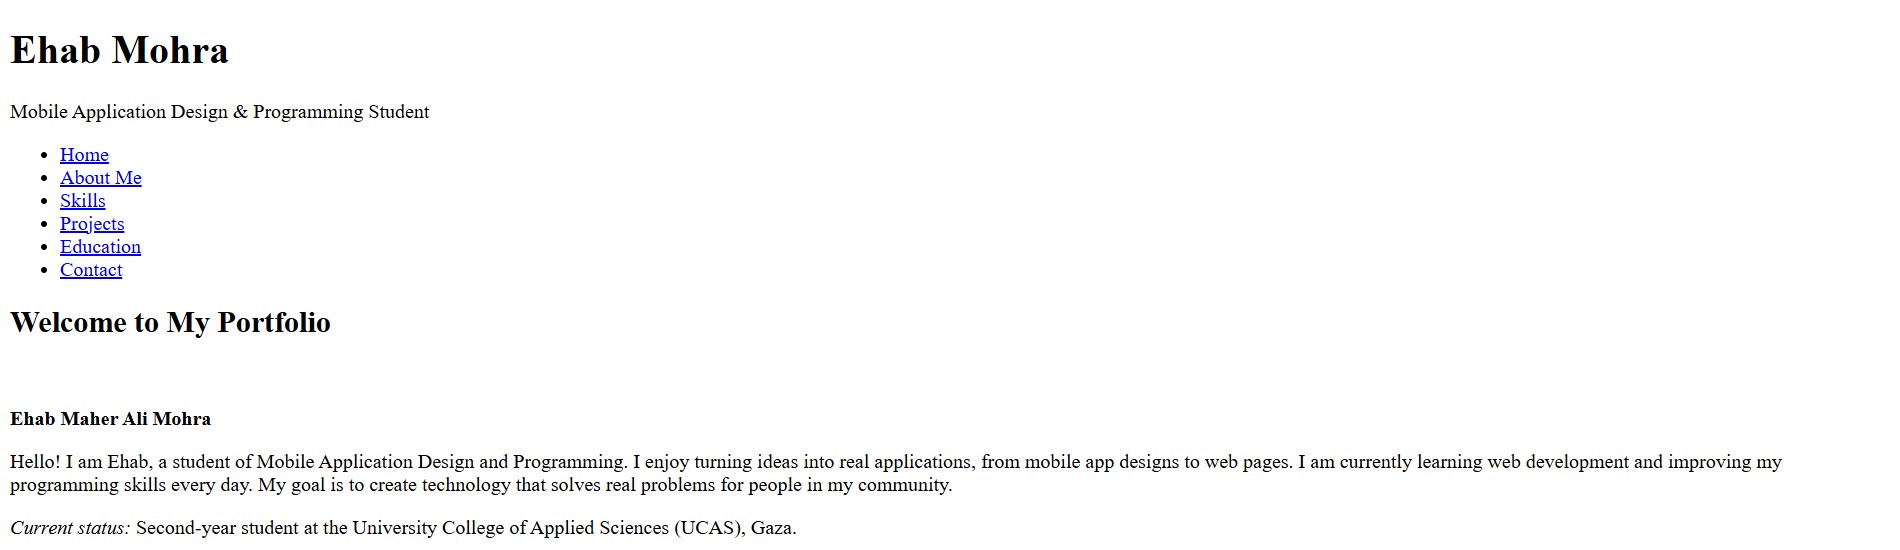 Ehab Mohra
Mobile Application Design & Programming Student
Home
About Me
Skills
Projects
Education
Contact
Welcome to My Portfolio
Ehab Maher Ali Mohra
Hello! I am Ehab, a student of Mobile Application Design and Programming. I enjoy turning ideas into real applications, from mobile app designs to web pages. I am currently learning web development and improving my
programming skills every day. My goal is to create technology that solves real problems for people in my community.
Current status: Second-year student at the University College of Applied Sciences (UCAS), Gaza.